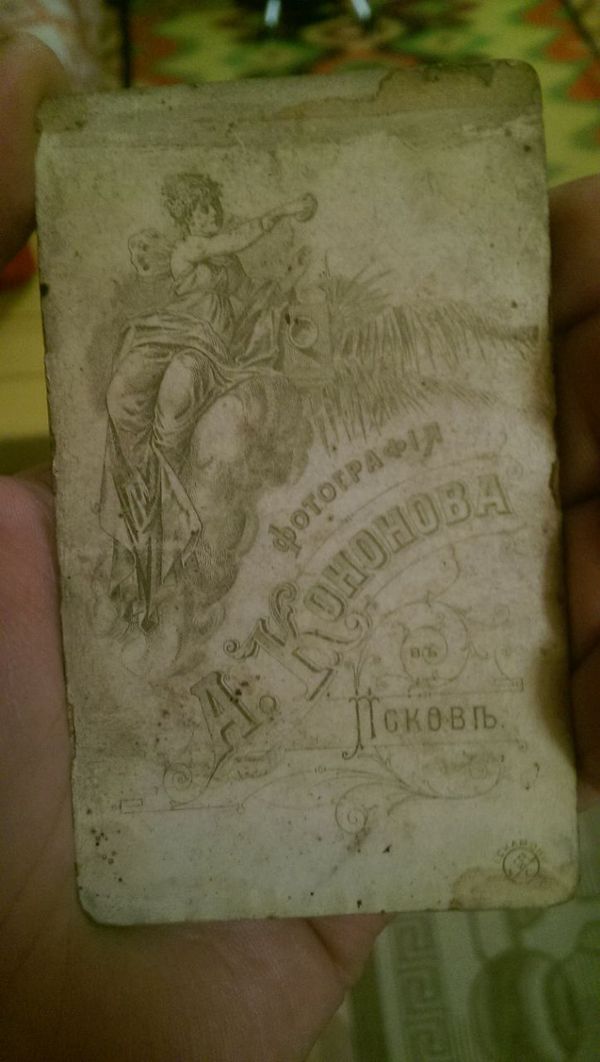 Фотографія
А. Кононова
въ
Псковѣ.